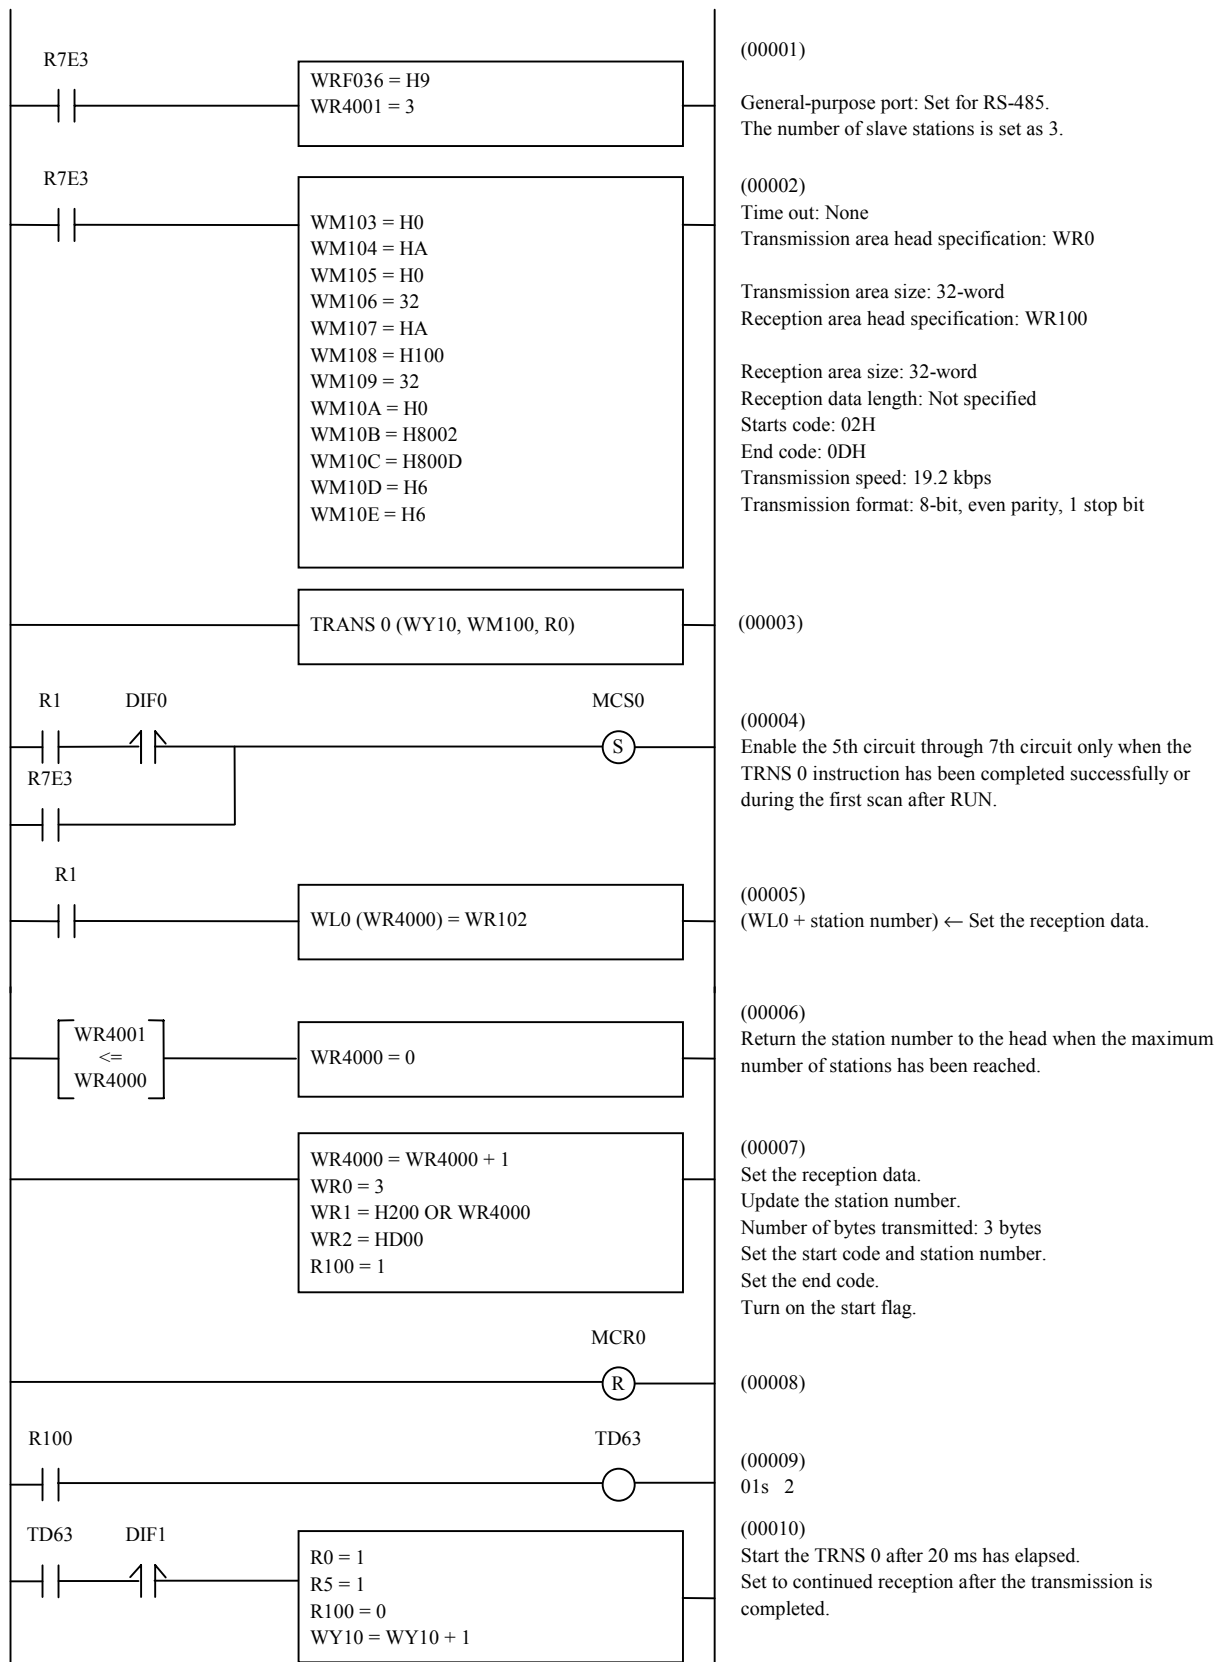 R7E3
WRF036 = H9
WR4001 = 3
(00001)
General-purpose port: Set for RS-485.
The number of slave stations is set as 3.
R7E3
WM103 = H0
WM104 = HA
WM105 = H0
WM106 = 32
WM107 = HA
WM108 = H100
WM109 = 32
WM10A = H0
WM10B = H8002
WM10C = H800D
WM10D = H6
WM10E = H6
(00002)
Time out: None
Transmission area head specification: WR0
Transmission area size: 32-word
Reception area head specification: WR100
Reception area size: 32-word
Reception data length: Not specified
Starts code: 02H
End code: 0DH
Transmission speed: 19.2 kbps
Transmission format: 8-bit, even parity, 1 stop bit
TRANS 0 (WY10, WM100, R0)
(00003)
R1 DIF0 MCS0
S
R7E3
(00004)
Enable the 5th circuit through 7th circuit only when the
TRNS 0 instruction has been completed successfully or
during the first scan after RUN.
R1
WL0 (WR4000) = WR102
(00005)
(WL0 + station number) ← Set the reception data.
WR4001
<=
WR4000
WR4000 = 0
(00006)
Return the station number to the head when the maximum
number of stations has been reached.
WR4000 = WR4000 + 1
WR0 = 3
WR1 = H200 OR WR4000
WR2 = HD00
R100 = 1
(00007)
Set the reception data.
Update the station number.
Number of bytes transmitted: 3 bytes
Set the start code and station number.
Set the end code.
Turn on the start flag.
MCR0
R
(00008)
R100 TD63
(00009)
01s 2
TD63 DIF1
R0 = 1
R5 = 1
R100 = 0
WY10 = WY10 + 1
(00010)
Start the TRNS 0 after 20 ms has elapsed.
Set to continued reception after the transmission is
completed.